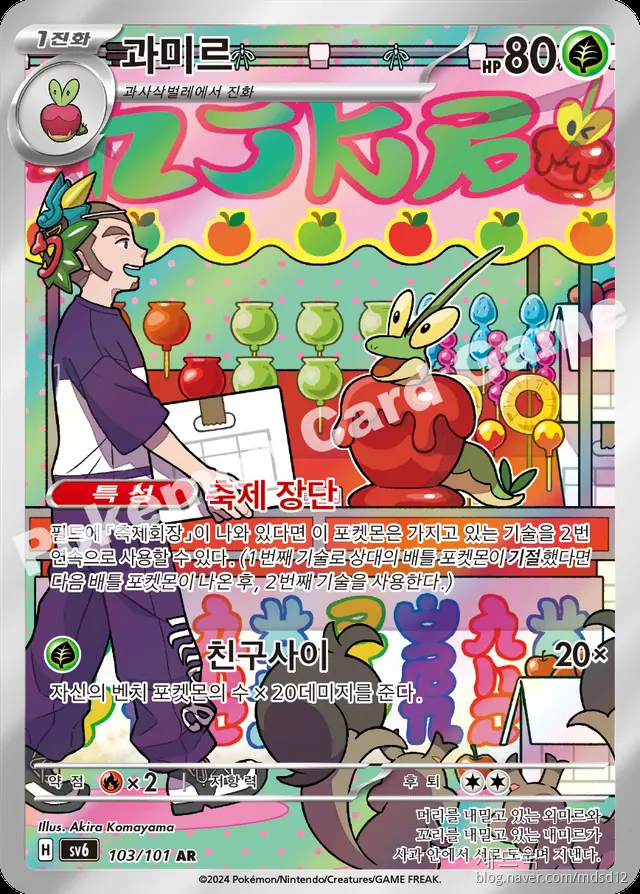 1진화
과미르
HP 80
과사삭벌레에서 진화
Pokémon Card Game
특성 축제 장단
필드에 「축제회장」이 나와 있다면 이 포켓몬은 가지고 있는 기술을 2번
연속으로 사용할 수 있다. (1번째 기술로 상대의 배틀 포켓몬이 기절했다면
다음 배틀 포켓몬이 나온 후, 2번째 기술을 사용한다.)
친구사이 20×
자신의 벤치 포켓몬의 수 × 20데미지를 준다.
약점 ×2 저항력 후퇴
Illus. Akira Komayama
머리를 내밀고 있는 외미르와
꼬리를 내밀고 있는 내미르가
사과 안에서 서로 도우며 지낸다.
H sv6 103/101 AR
©2024 Pokémon/Nintendo/Creatures/GAME FREAK.
blog.naver.com/mdsd12